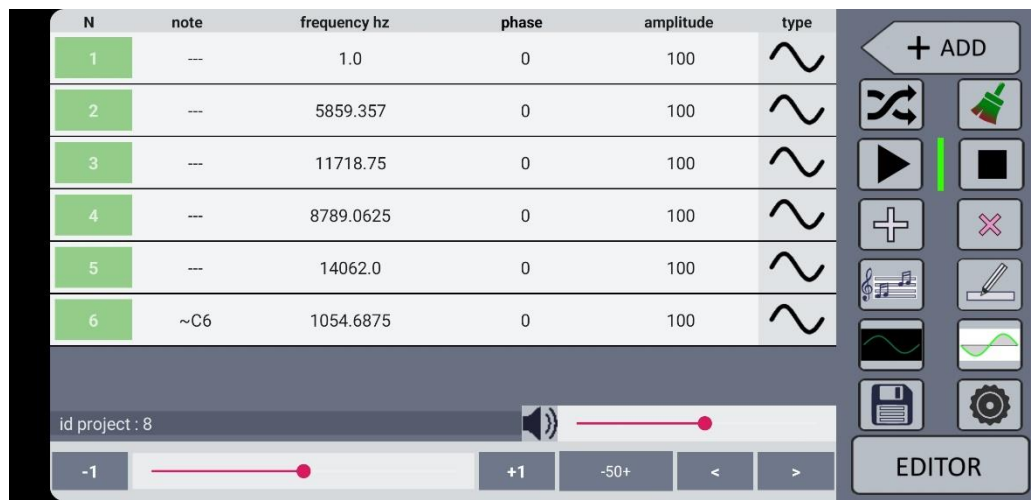 N note frequency hz phase amplitude type
1 --- 1.0 0 100
2 --- 5859.357 0 100
3 --- 11718.75 0 100
4 --- 8789.0625 0 100
5 --- 14062.0 0 100
6 ~C6 1054.6875 0 100
+ ADD
id project : 8
-1 +1 -50+ < >
EDITOR